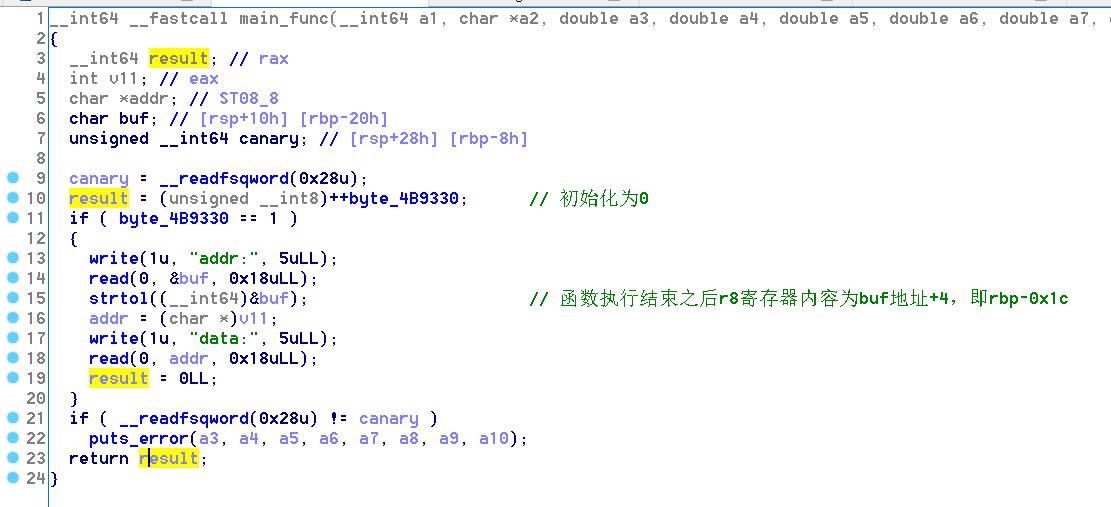 1 __int64 __fastcall main_func(__int64 a1, char *a2, double a3, double a4, double a5, double a6, double a7,
2 {
3 __int64 result; // rax
4 int v11; // eax
5 char *addr; // ST08_8
6 char buf; // [rsp+10h] [rbp-20h]
7 unsigned __int64 canary; // [rsp+28h] [rbp-8h]
8
9 canary = __readfsqword(0x28u);
10 result = (unsigned __int8)++byte_4B9330; // 初始化为0
11 if ( byte_4B9330 == 1 )
12 {
13 write(1u, "addr:", 5uLL);
14 read(0, &buf, 0x18uLL);
15 strtol((__int64)&buf); // 函数执行结束之后r8寄存器内容为buf地址+4，即rbp-0x1c
16 addr = (char *)v11;
17 write(1u, "data:", 5uLL);
18 read(0, addr, 0x18uLL);
19 result = 0LL;
20 }
21 if ( __readfsqword(0x28u) != canary )
22 puts_error(a3, a4, a5, a6, a7, a8, a9, a10);
23 return result;
24 }